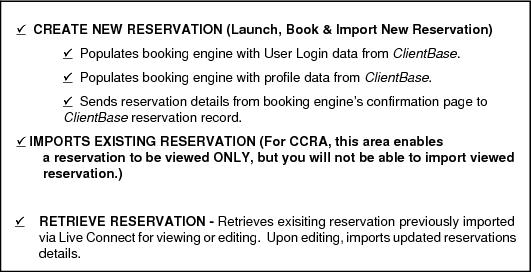 ✓ CREATE NEW RESERVATION (Launch, Book & Import New Reservation)
✓ Populates booking engine with User Login data from ClientBase.
✓ Populates booking engine with profile data from ClientBase.
✓ Sends reservation details from booking engine's confirmation page to
ClientBase reservation record.
✓ IMPORTS EXISTING RESERVATION (For CCRA, this area enables
a reservation to be viewed ONLY, but you will not be able to import viewed
reservation.)
✓ RETRIEVE RESERVATION - Retrieves exisiting reservation previously imported
via Live Connect for viewing or editing. Upon editing, imports updated reservations
details.